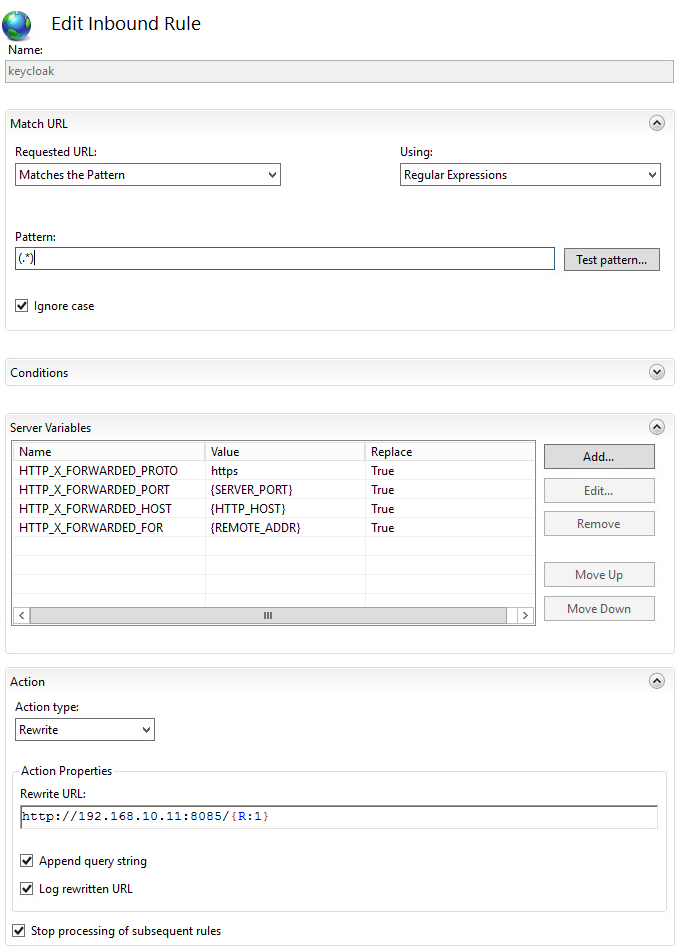 Edit Inbound Rule
Name:
keycloak
Match URL
Requested URL: Using:
Matches the Pattern Regular Expressions
Pattern:
(.*)
Test pattern...
Ignore case
Conditions
Server Variables
Name Value Replace
HTTP_X_FORWARDED_PROTO https True
HTTP_X_FORWARDED_PORT {SERVER_PORT} True
HTTP_X_FORWARDED_HOST {HTTP_HOST} True
HTTP_X_FORWARDED_FOR {REMOTE_ADDR} True
Add...
Edit...
Remove
Move Up
Move Down
Action
Action type:
Rewrite
Action Properties
Rewrite URL:
http://192.168.10.11:8085/{R:1}
Append query string
Log rewritten URL
Stop processing of subsequent rules